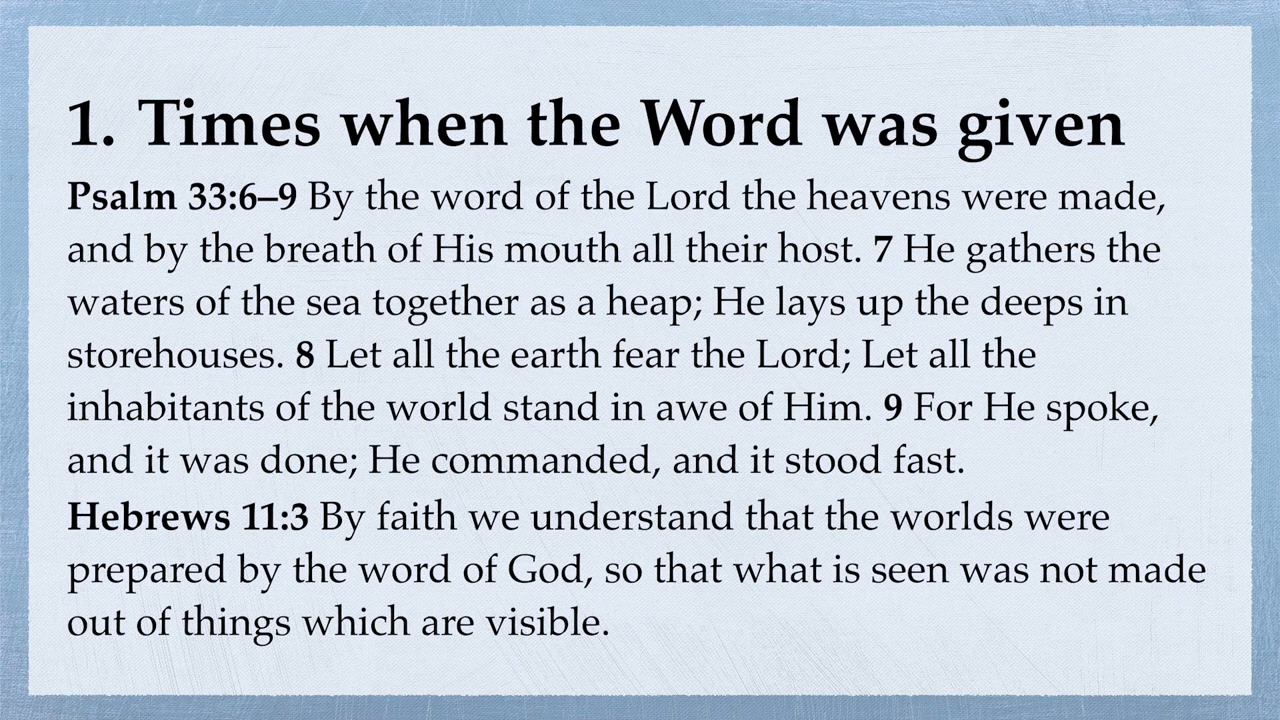 1. Times when the Word was given
Psalm 33:6–9 By the word of the Lord the heavens were made,
and by the breath of His mouth all their host. 7 He gathers the
waters of the sea together as a heap; He lays up the deeps in
storehouses. 8 Let all the earth fear the Lord; Let all the
inhabitants of the world stand in awe of Him. 9 For He spoke,
and it was done; He commanded, and it stood fast.
Hebrews 11:3 By faith we understand that the worlds were
prepared by the word of God, so that what is seen was not made
out of things which are visible.